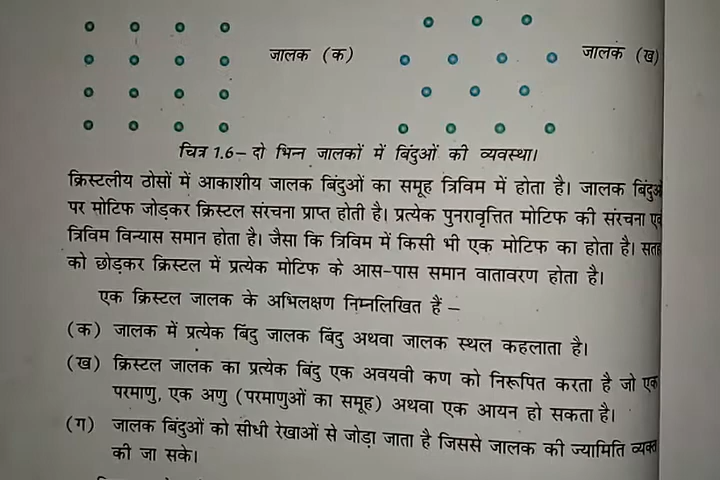 जालक (क)
जालक (ख)
चित्र 1.6– दो भिन्न जालकों में बिंदुओं की व्यवस्था।
क्रिस्टलीय ठोसों में आकाशीय जालक बिंदुओं का समूह त्रिविम में होता है। जालक
पर मोटिफ जोड़कर क्रिस्टल संरचना प्राप्त होती है। प्रत्येक पुनरावृत्तित मोटिफ की संरचना
त्रिविम विन्यास समान होता है। जैसा कि त्रिविम में किसी भी एक मोटिफ का होता है।
को छोड़कर क्रिस्टल में प्रत्येक मोटिफ के आस-पास समान वातावरण होता है।
एक क्रिस्टल जालक के अभिलक्षण निम्नलिखित हैं –
(क) जालक में प्रत्येक बिंदु जालक बिंदु अथवा जालक स्थल कहलाता है।
(ख) क्रिस्टल जालक का प्रत्येक बिंदु एक अवयवी कण को निरूपित करता है जो एक
परमाणु, एक अणु (परमाणुओं का समूह) अथवा एक आयन हो सकता है।
(ग) जालक बिंदुओं को सीधी रेखाओं से जोड़ा जाता है जिससे जालक की ज्यामिति व्यक्त
की जा सके।